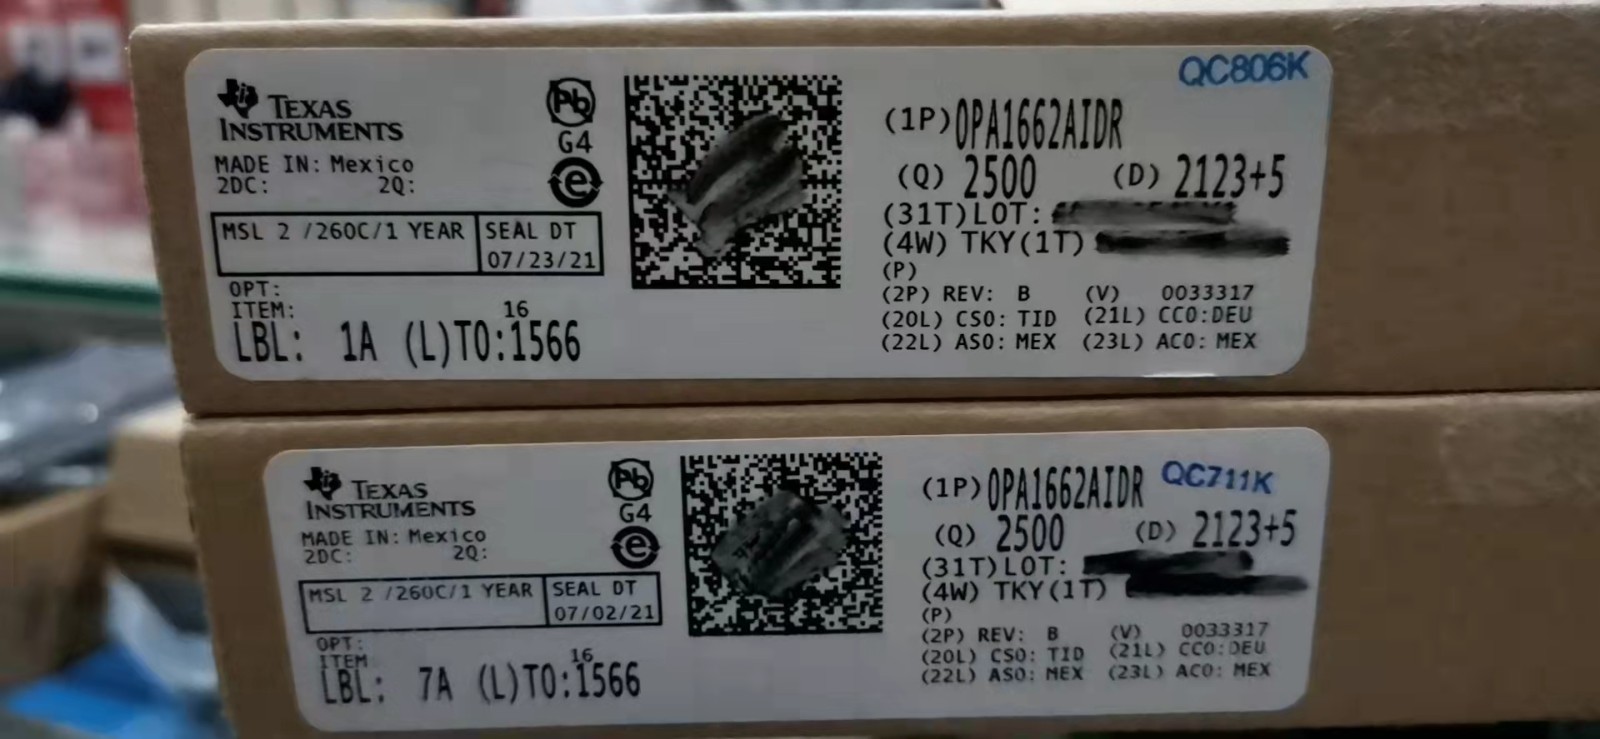 QC806K
TEXAS
INSTRUMENTS
Pb
G4
e
MADE IN: Mexico
2DC: 2Q:
MSL 2 /260C/1 YEAR SEAL DT
07/23/21
OPT:
ITEM: 16
LBL: 1A (L)TO:1566
(1P) OPA1662AIDR
(Q) 2500 (D) 2123+5
(31T)LOT:
(4W) TKY(1T)
(P)
(2P) REV: B (V) 0033317
(20L) CSO: TID (21L) CCO:DEU
(22L) ASO: MEX (23L) ACO: MEX
TEXAS
INSTRUMENTS
Pb
G4
e
MADE IN: Mexico
2DC: 2Q:
MSL 2 /260C/1 YEAR SEAL DT
07/02/21
OPT:
ITEM 16
LBL: 7A (L)TO:1566
(1P) OPA1662AIDR QC711K
(Q) 2500 (D) 2123+5
(31T)LOT:
(4W) TKY(1T)
(P)
(2P) REV: B (V) 0033317
(20L) CSO: TID (21L) CCO:DEU
(22L) ASO: MEX (23L) ACO: MEX